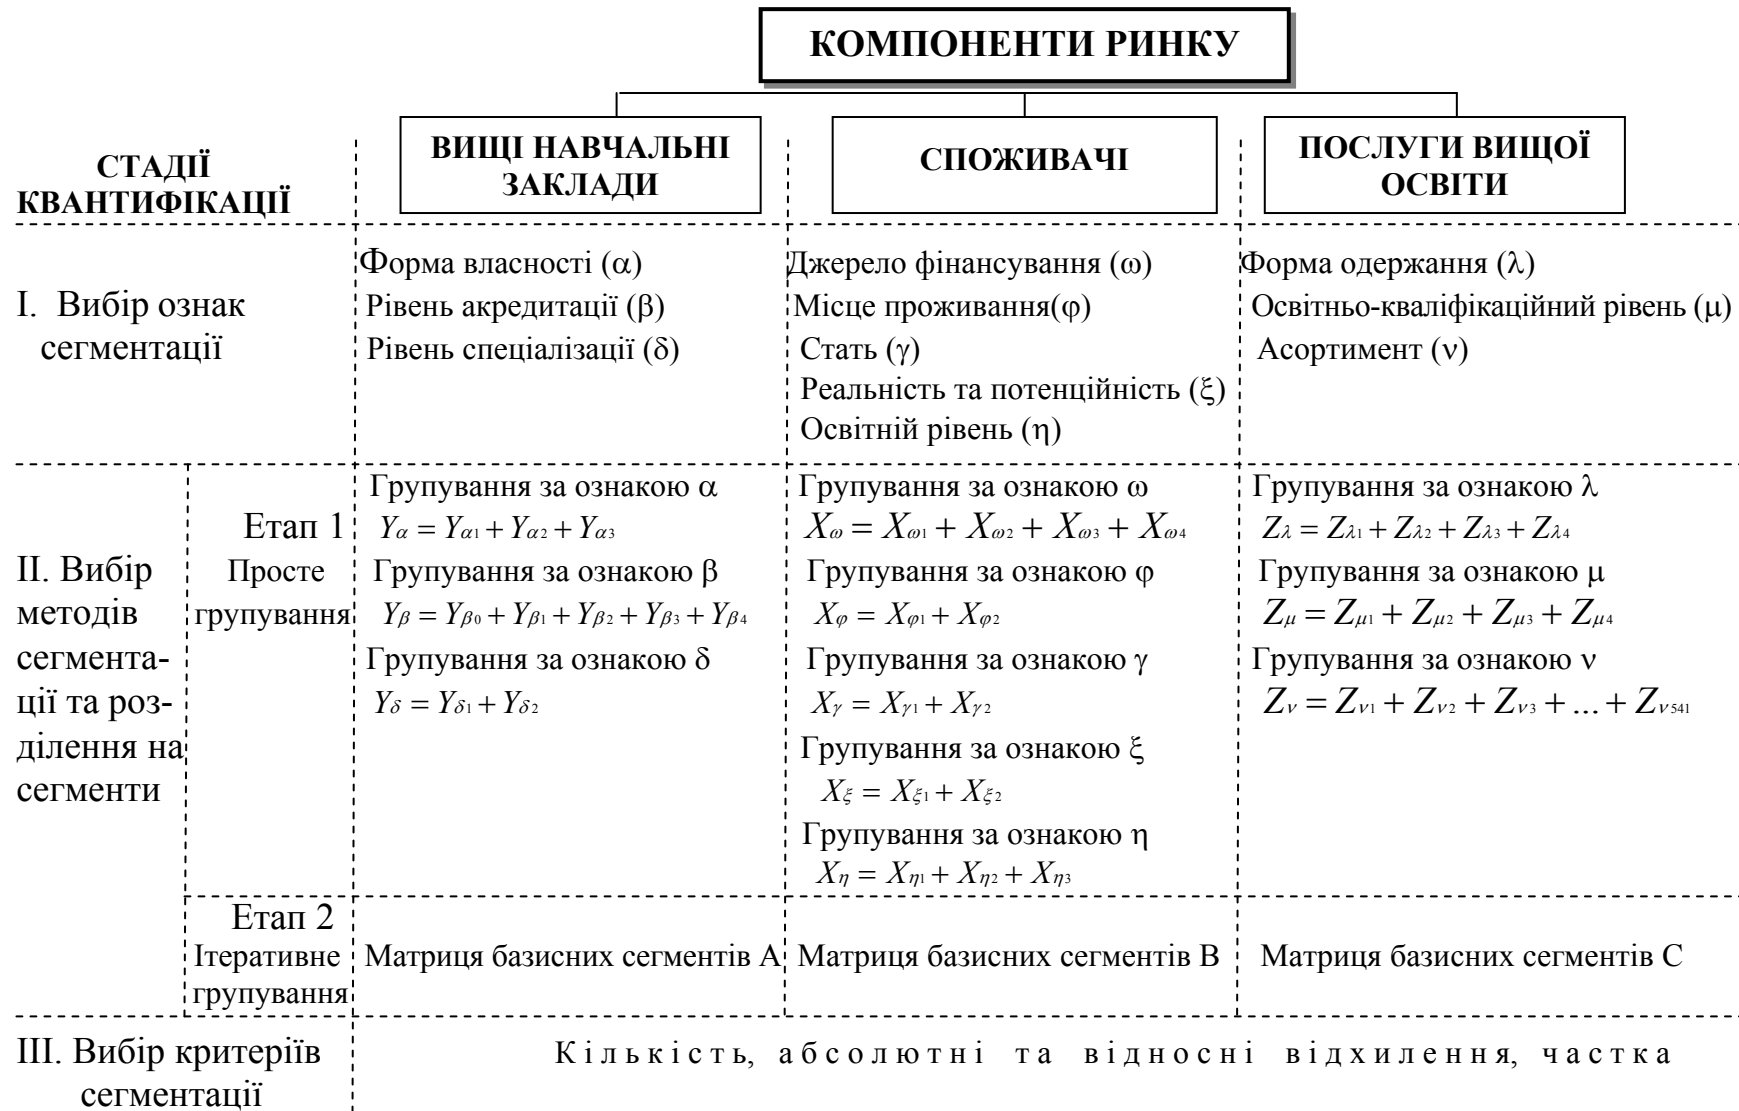 КОМПОНЕНТИ РИНКУ
СТАДІЇ
КВАНТИФІКАЦІЇ
ВИЩІ НАВЧАЛЬНІ
ЗАКЛАДИ
СПОЖИВАЧІ
ПОСЛУГИ ВИЩОЇ
ОСВІТИ
I. Вибір ознак
сегментації
Форма власності (α)
Рівень акредитації (β)
Рівень спеціалізації (δ)
Джерело фінансування (ω)
Місце проживання(φ)
Стать (γ)
Реальність та потенційність (ξ)
Освітній рівень (η)
Форма одержання (λ)
Освітньо-кваліфікаційний рівень (μ)
Асортимент (ν)
II. Вибір
методів
сегмента-
ції та роз-
ділення на
сегменти
Етап 1
Просте
групування
Групування за ознакою α
Yα = Yα1 + Yα2 + Yα3
Групування за ознакою β
Yβ = Yβ0 + Yβ1 + Yβ2 + Yβ3 + Yβ4
Групування за ознакою δ
Yδ = Yδ1 + Yδ2
Групування за ознакою ω
Xω = Xω1 + Xω2 + Xω3 + Xω4
Групування за ознакою φ
Xφ = Xφ1 + Xφ2
Групування за ознакою γ
Xγ = Xγ1 + Xγ2
Групування за ознакою ξ
Xξ = Xξ1 + Xξ2
Групування за ознакою η
Xη = Xη1 + Xη2 + Xη3
Групування за ознакою λ
Zλ = Zλ1 + Zλ2 + Zλ3 + Zλ4
Групування за ознакою μ
Zμ = Zμ1 + Zμ2 + Zμ3 + Zμ4
Групування за ознакою ν
Zν = Zν1 + Zν2 + Zν3 + ... + Zν541
Етап 2
Ітеративне
групування
Матриця базисних сегментів А
Матриця базисних сегментів В
Матриця базисних сегментів С
III. Вибір критеріїв
сегментації
Кількість, абсолютні та відносні відхилення, частка